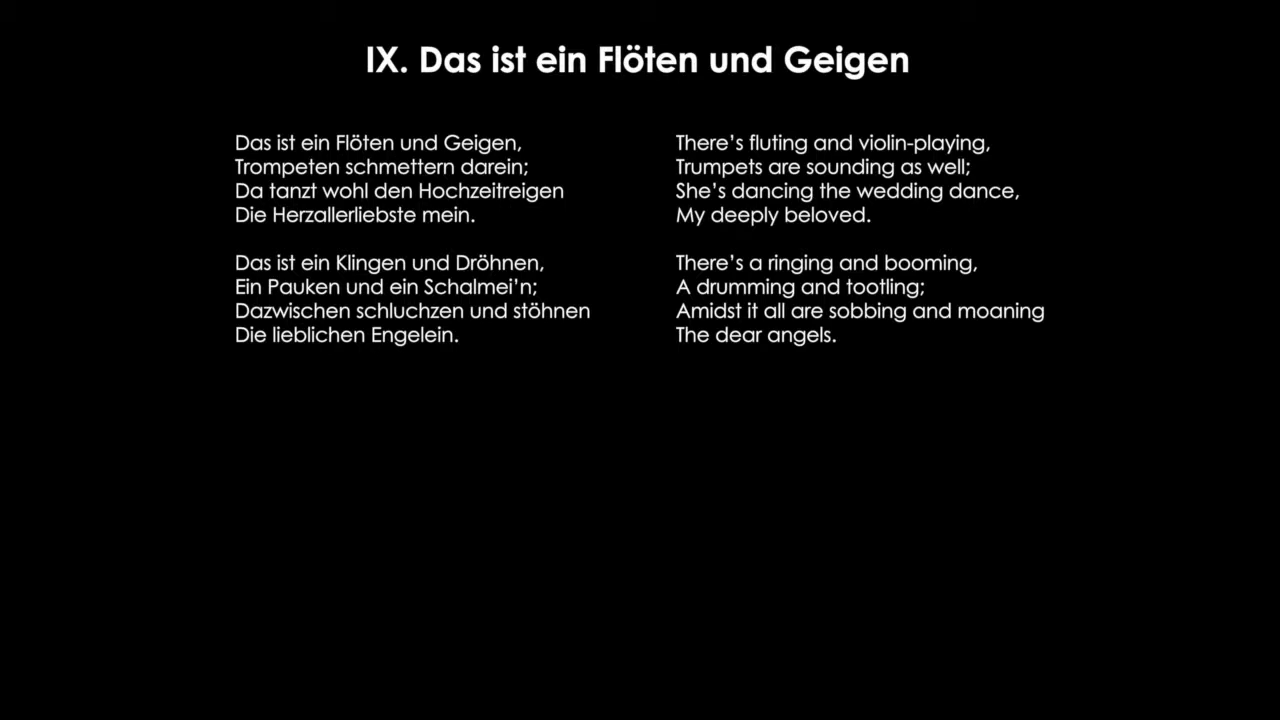 IX. Das ist ein Flöten und Geigen
Das ist ein Flöten und Geigen,
Trompeten schmettern darein;
Da tanzt wohl den Hochzeitreigen
Die Herzallerliebste mein.
Das ist ein Klingen und Dröhnen,
Ein Pauken und ein Schalmei’n;
Dazwischen schluchzen und stöhnen
Die lieblichen Engelein.
There’s fluting and violin-playing,
Trumpets are sounding as well;
She’s dancing the wedding dance,
My deeply beloved.
There’s a ringing and booming,
A drumming and tootling;
Amidst it all are sobbing and moaning
The dear angels.